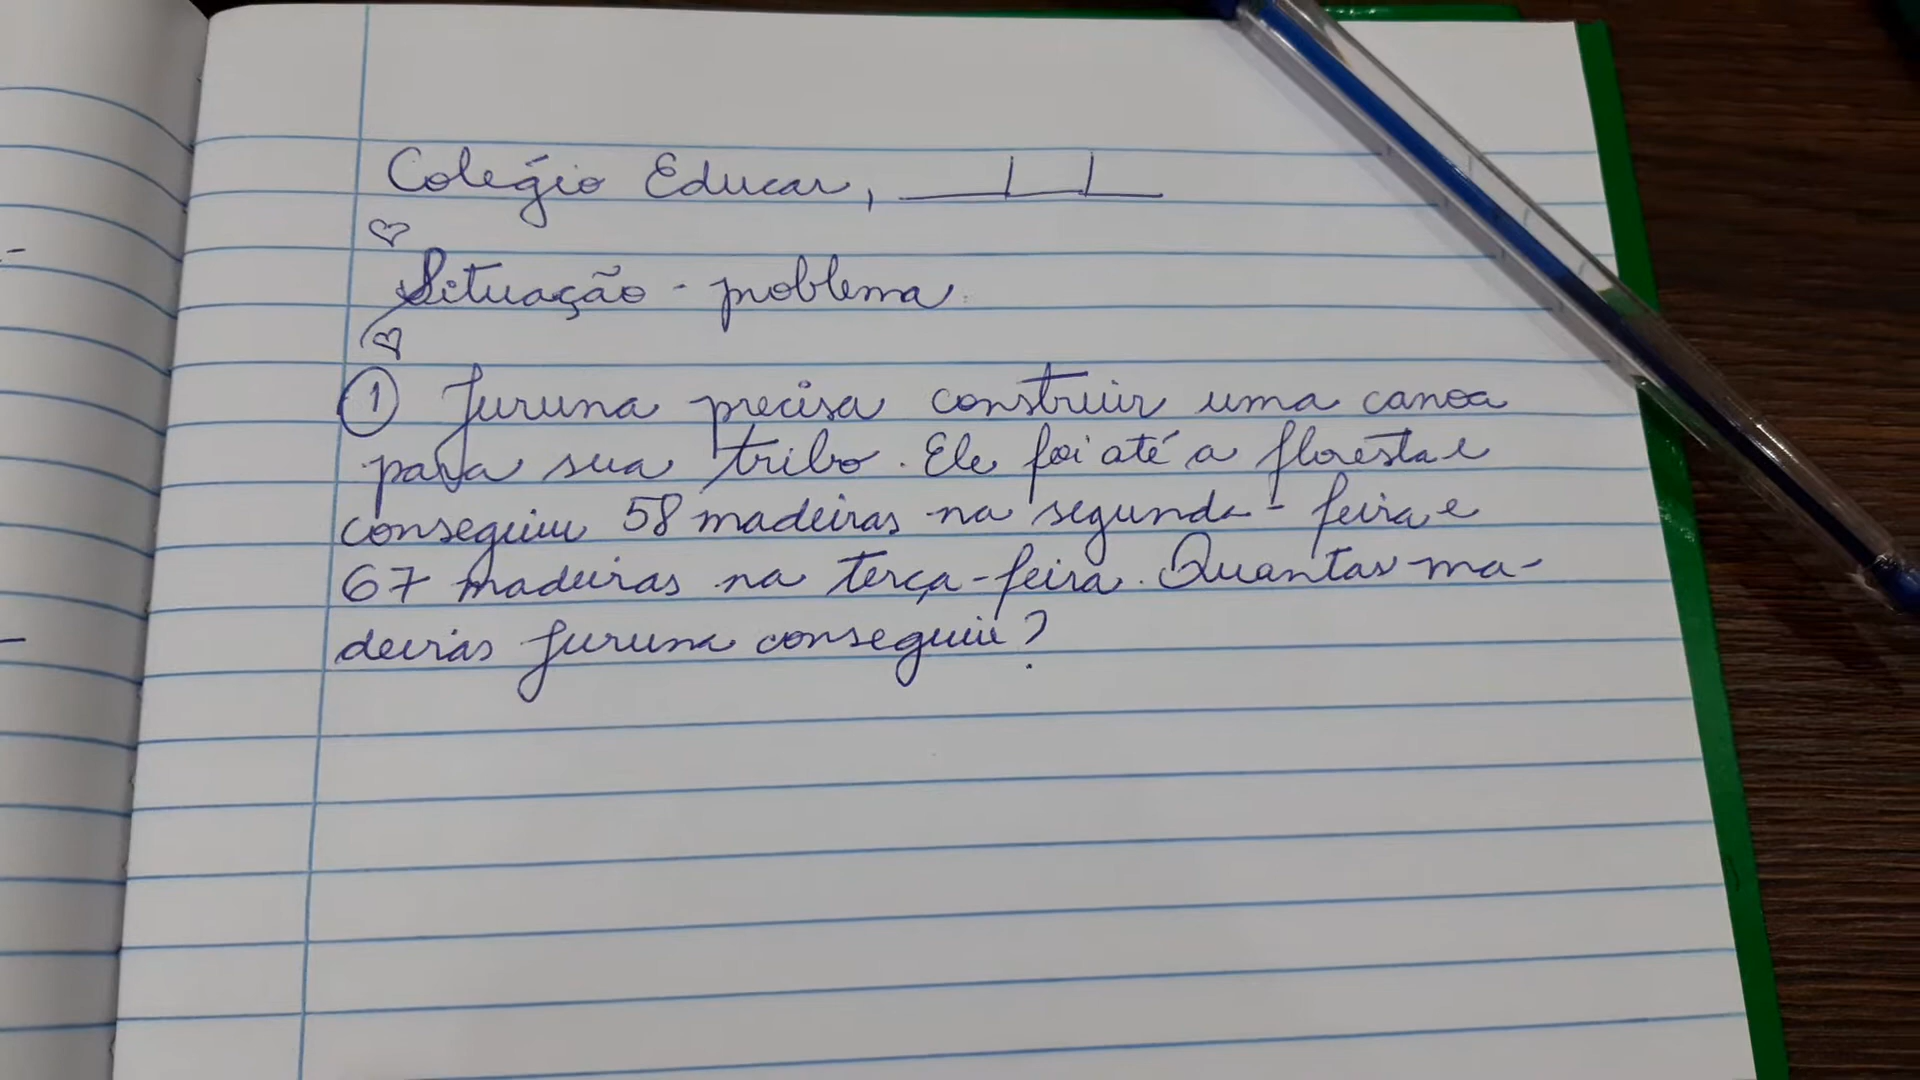 Colégio Educar, __/__/__
Situação - problema.
① Juruna precisa construir uma canoa
para sua tribo. Ele foi até a floresta e
conseguiu 58 madeiras na segunda-feira e
67 madeiras na terça-feira. Quantas ma-
deiras Juruna conseguiu?